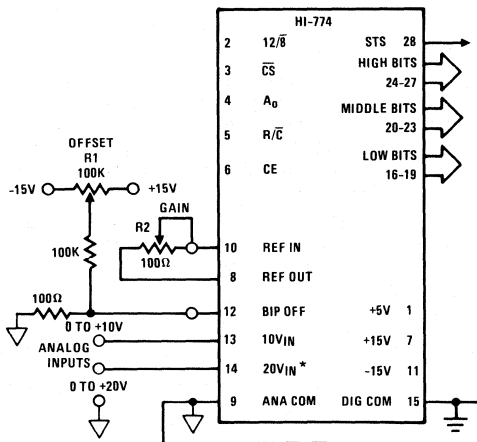 HI-774
2 12/8̅ STS 28
HIGH BITS
3 C̅S̅ 24-27
4 A₀ MIDDLE BITS
20-23
5 R/C̅
LOW BITS
6 CE 16-19
OFFSET
R1
100K
-15V +15V
GAIN
R2
100K 100Ω
10 REF IN
8 REF OUT
100Ω
12 BIP OFF +5V 1
0 TO +10V
13 10VIN +15V 7
ANALOG
INPUTS
14 20VIN* -15V 11
0 TO +20V
9 ANA COM DIG COM 15